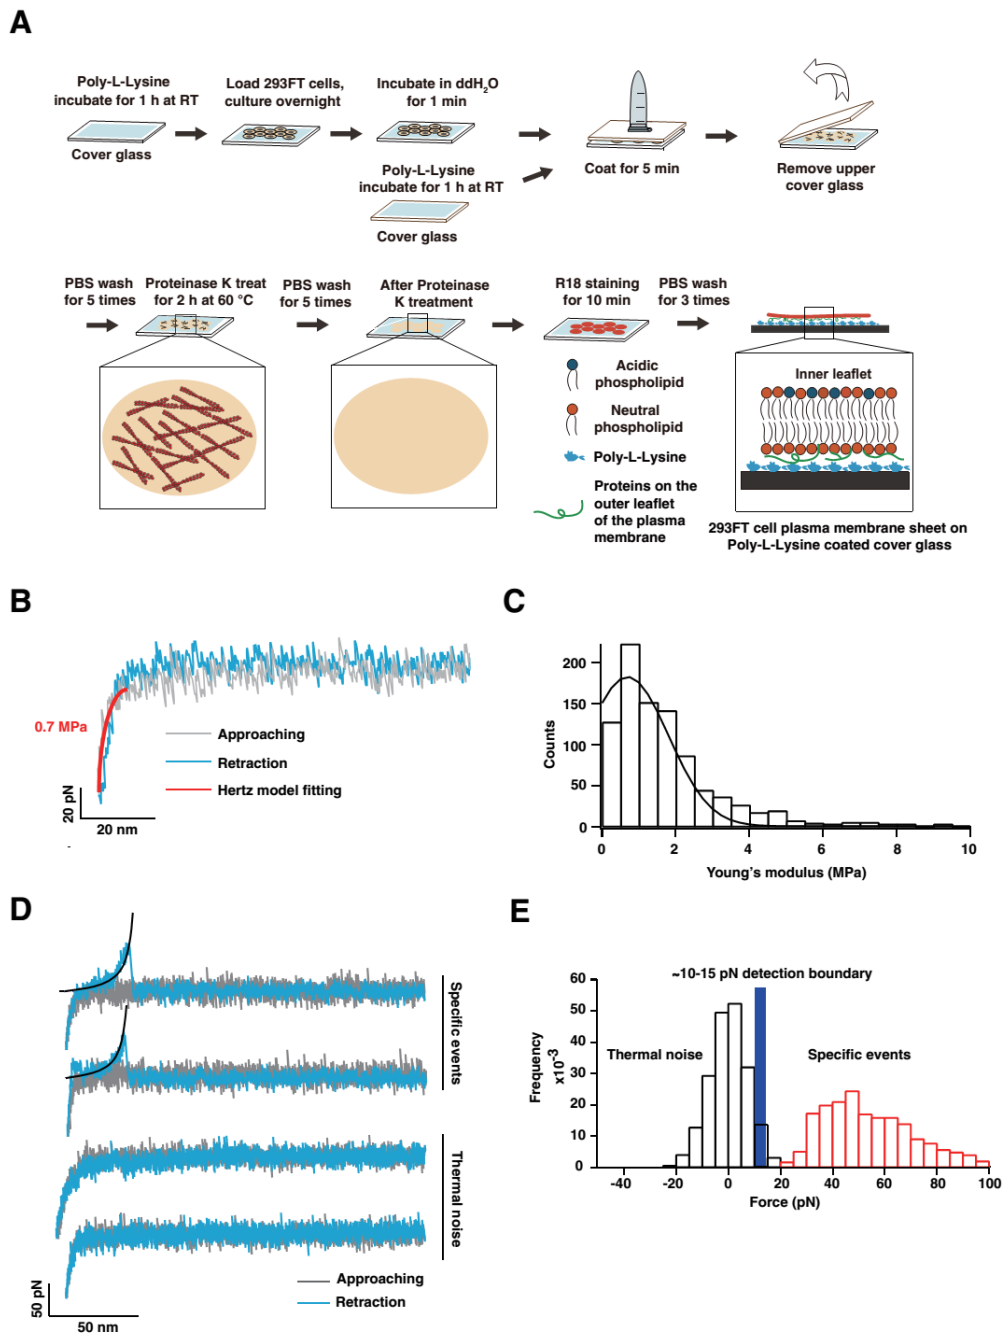 A
Poly-L-Lysine
incubate for 1 h at RT
Cover glass
Load 293FT cells,
culture overnight
Incubate in ddH₂O
for 1 min
Poly-L-Lysine
incubate for 1 h at RT
Cover glass
Coat for 5 min
Remove upper
cover glass
PBS wash
for 5 times
Proteinase K treat
for 2 h at 60 °C
PBS wash
for 5 times
After Proteinase
K treatment
R18 staining
for 10 min
PBS wash
for 3 times
Acidic
phospholipid
Neutral
phospholipid
Poly-L-Lysine
Proteins on the
outer leaflet
of the plasma
membrane
Inner leaflet
293FT cell plasma membrane sheet on
Poly-L-Lysine coated cover glass
B
0.7 MPa
Approaching
Retraction
Hertz model fitting
20 pN
20 nm
C
Counts
200
150
100
50
0
0 2 4 6 8 10
Young's modulus (MPa)
D
Specific events
Thermal noise
Approaching
Retraction
50 pN
50 nm
E
~10-15 pN detection boundary
Thermal noise
Specific events
Frequency
x10⁻³
60
50
40
30
20
10
0
-40 -20 0 20 40 60 80 100
Force (pN)